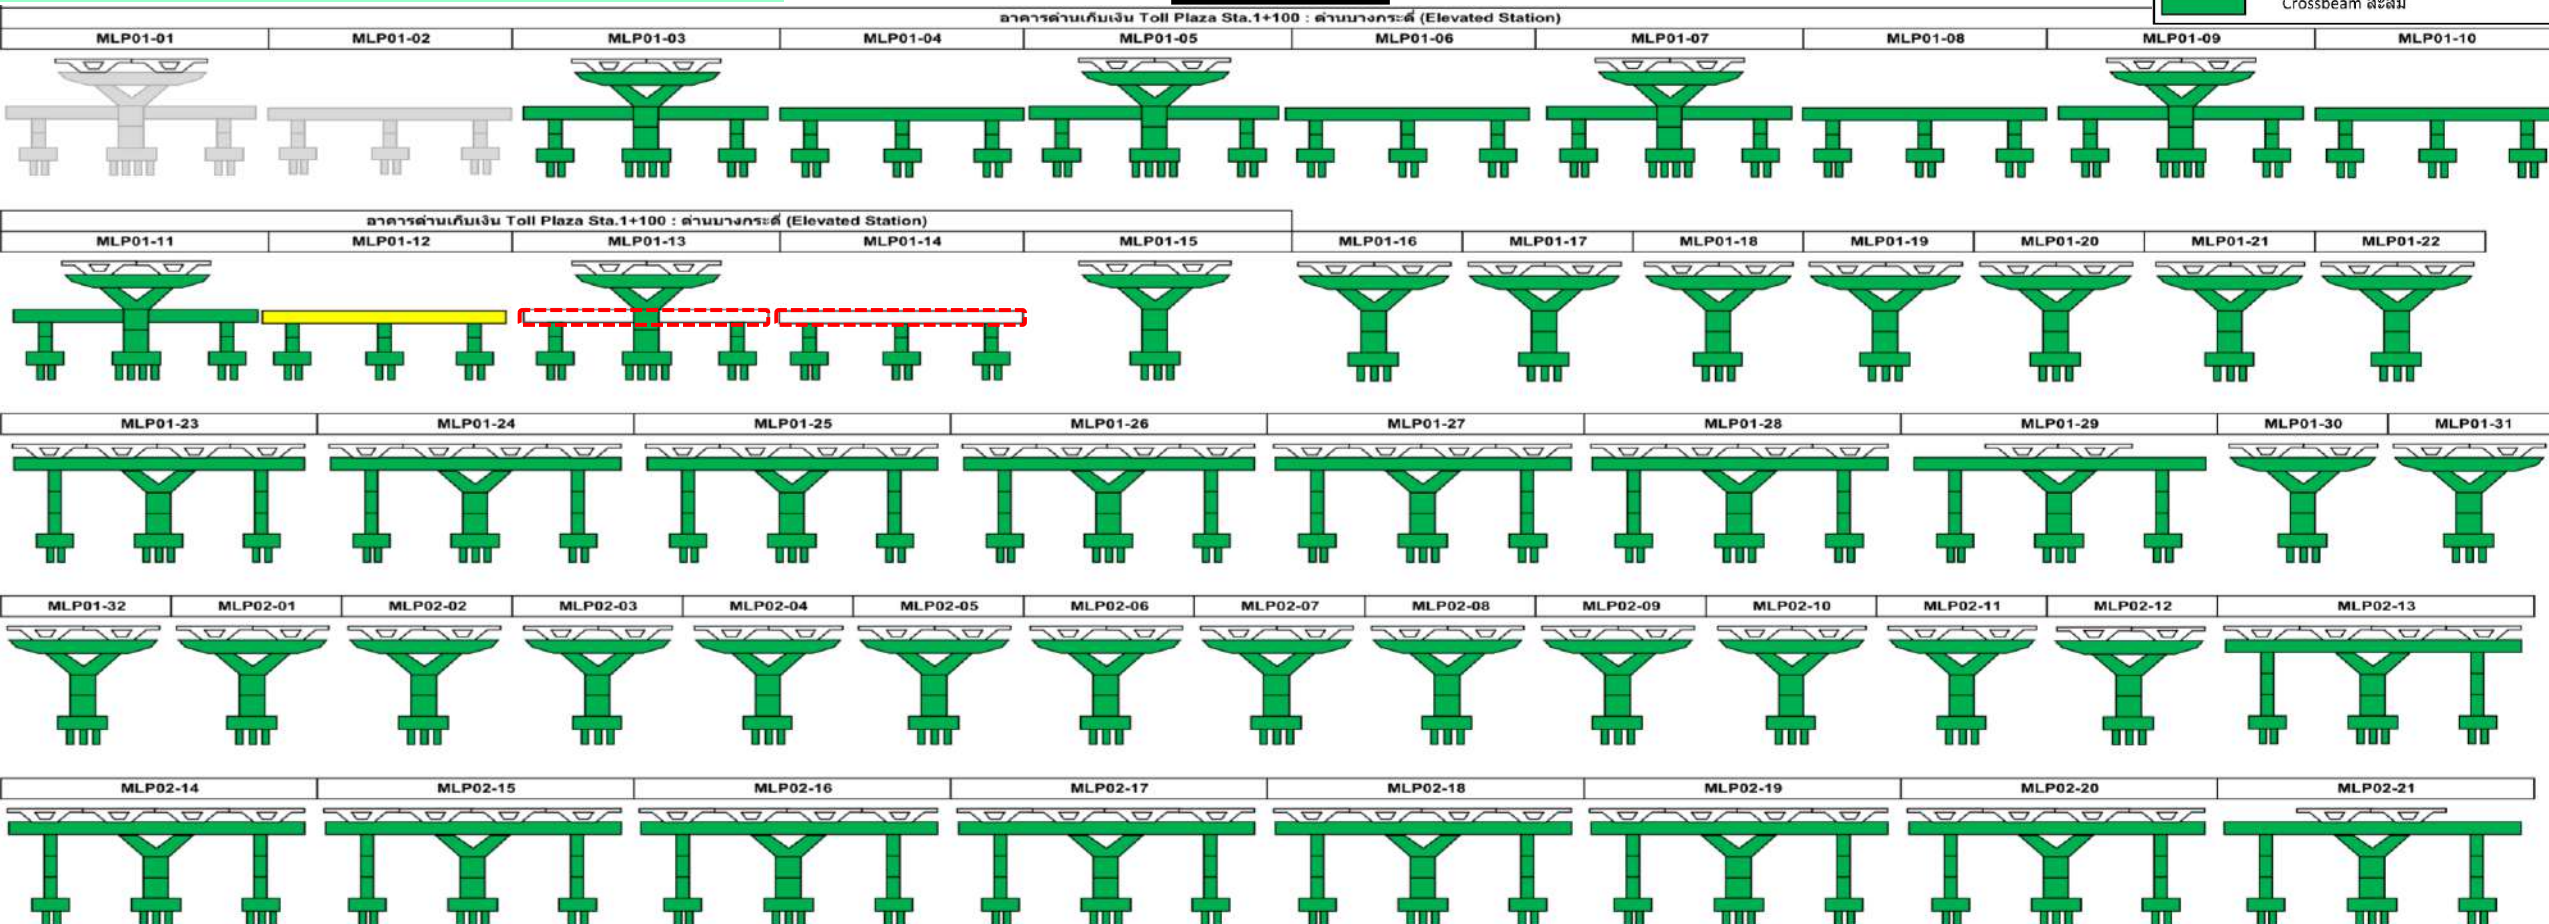 Crossbeam สะสม
อาคารด่านเก็บเงิน Toll Plaza Sta.1+100 : ด่านบางกระดี่ (Elevated Station)
MLP01-01 MLP01-02 MLP01-03 MLP01-04 MLP01-05 MLP01-06 MLP01-07 MLP01-08 MLP01-09 MLP01-10
อาคารด่านเก็บเงิน Toll Plaza Sta.1+100 : ด่านบางกระดี่ (Elevated Station)
MLP01-11 MLP01-12 MLP01-13 MLP01-14 MLP01-15 MLP01-16 MLP01-17 MLP01-18 MLP01-19 MLP01-20 MLP01-21 MLP01-22
MLP01-23 MLP01-24 MLP01-25 MLP01-26 MLP01-27 MLP01-28 MLP01-29 MLP01-30 MLP01-31
MLP01-32 MLP02-01 MLP02-02 MLP02-03 MLP02-04 MLP02-05 MLP02-06 MLP02-07 MLP02-08 MLP02-09 MLP02-10 MLP02-11 MLP02-12 MLP02-13
MLP02-14 MLP02-15 MLP02-16 MLP02-17 MLP02-18 MLP02-19 MLP02-20 MLP02-21